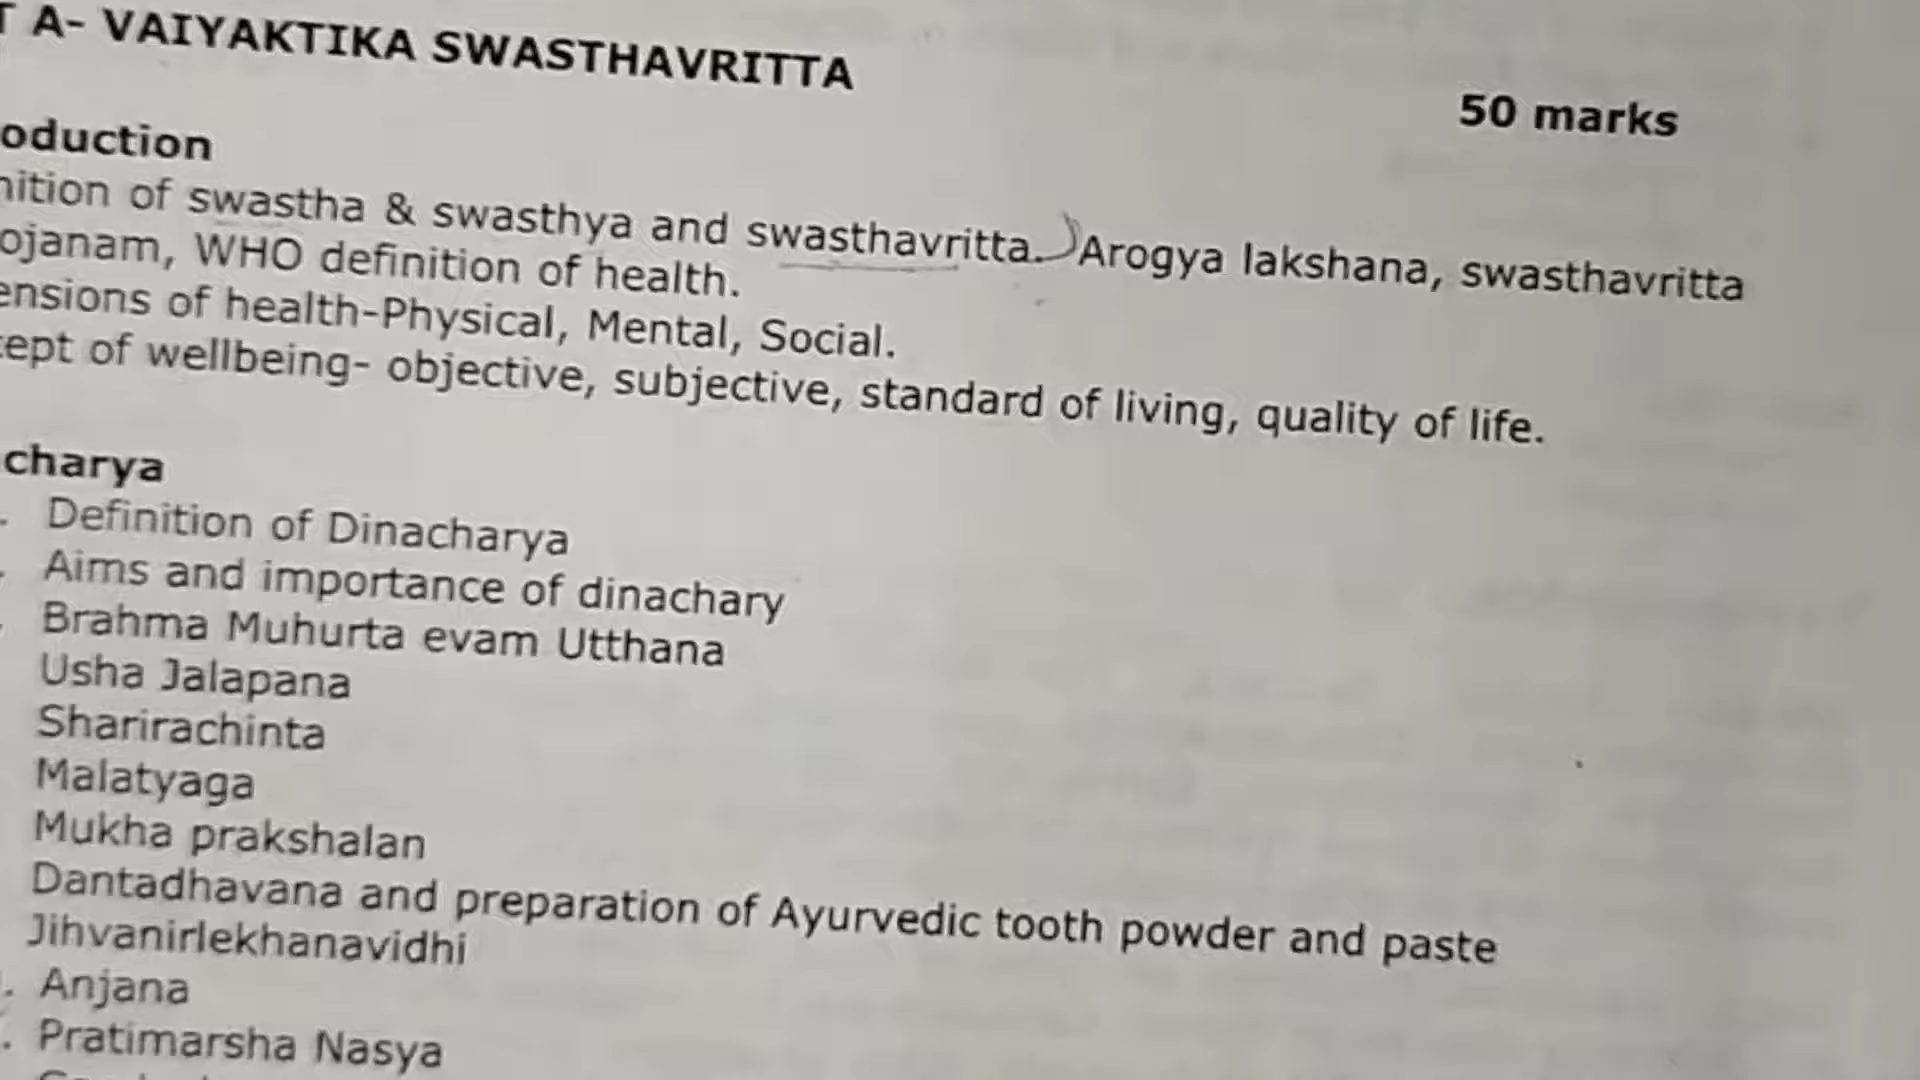 T A- VAIYAKTIKA SWASTHAVRITTA
50 marks
oduction
nition of swastha & swasthya and swasthavritta. Arogya lakshana, swasthavritta
ojanam, WHO definition of health.
ensions of health-Physical, Mental, Social.
cept of wellbeing- objective, subjective, standard of living, quality of life.
charya
Definition of Dinacharya
Aims and importance of dinachary
Brahma Muhurta evam Utthana
Usha Jalapana
Sharirachinta
Malatyaga
Mukha prakshalan
Dantadhavana and preparation of Ayurvedic tooth powder and paste
Jihvanirlekhanavidhi
Anjana
Pratimarsha Nasya